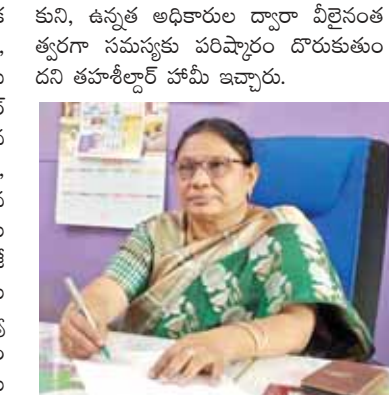 కుని, ఉన్నత అధికారుల ద్వారా వీలైనంత
త్వరగా సమస్యకు పరిష్కారం దొరుకుతుం
దని తహశీల్దార్ హామీ ఇచ్చారు.